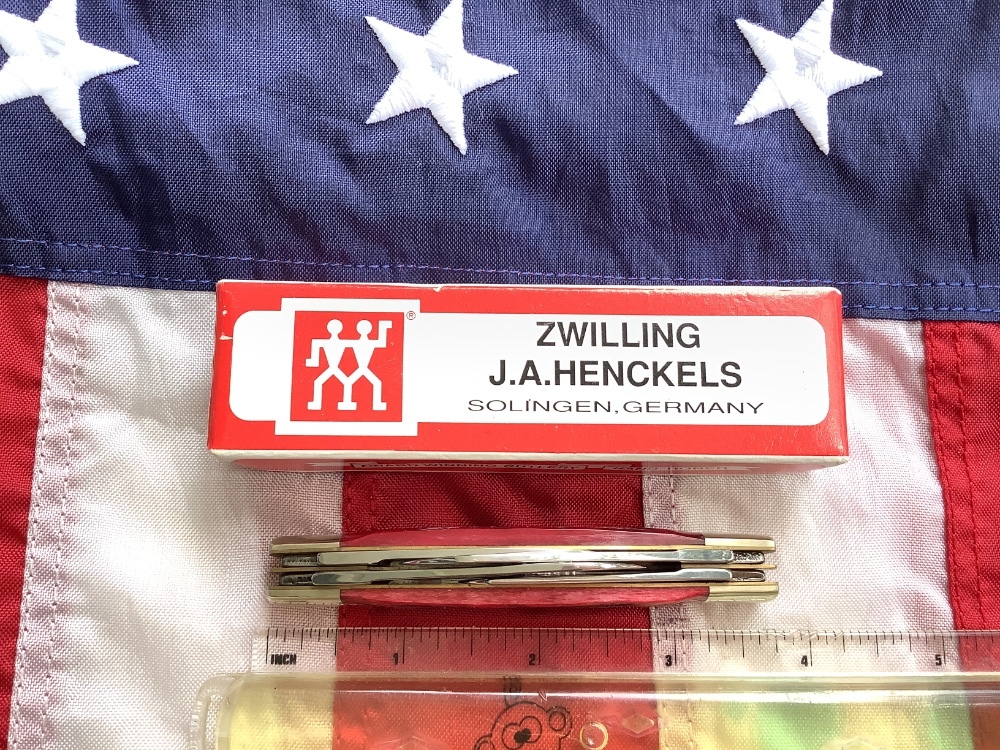 ZWILLING
J.A.HENCKELS
SOLINGEN, GERMANY
®
INCH 1 2 3 4 5